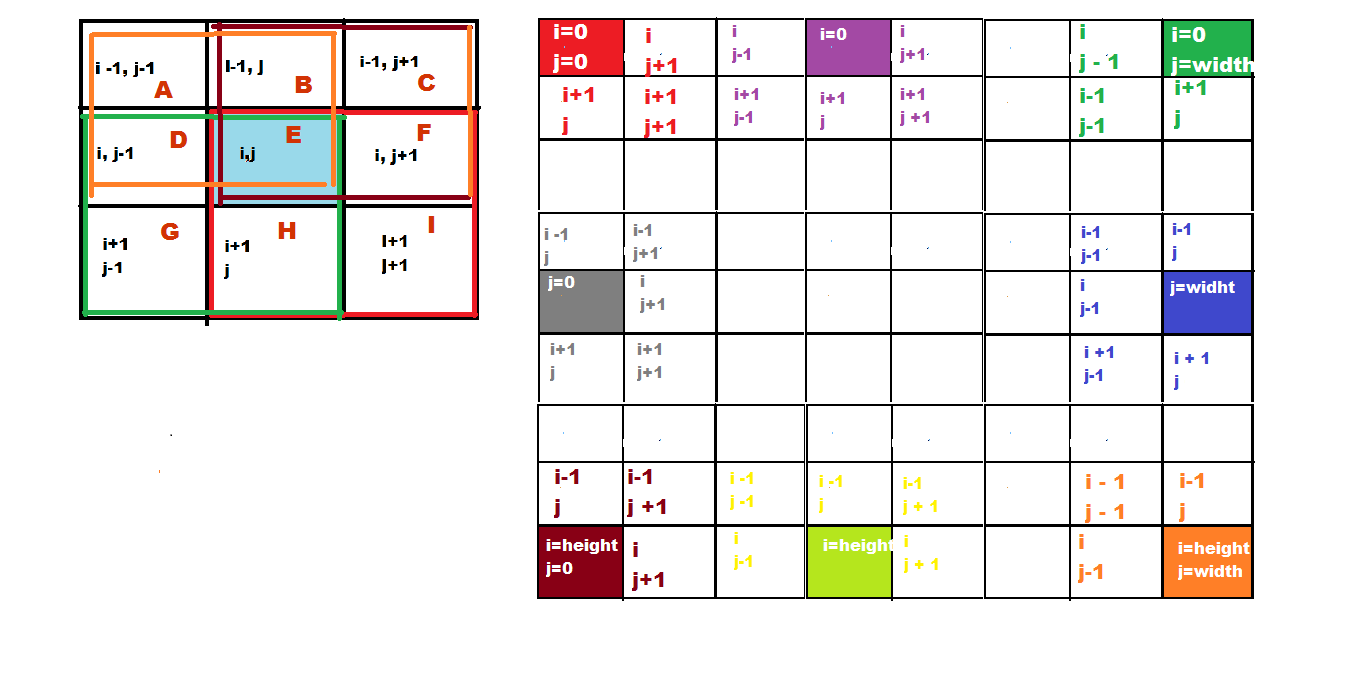 i -1, j-1
A
I-1, j
B
i-1, j+1
C
D
i, j-1
E
i,j
F
i, j+1
G
i+1
j-1
H
i+1
j
I
I+1
J+1
i=0
j=0
i
j+1
i
j-1
i=0
i
j+1
i
j - 1
i=0
j=width
i+1
j
i+1
j+1
i+1
j-1
i+1
j
i+1
j +1
i-1
j-1
i+1
j
i -1
j
i-1
j+1
i-1
j-1
i-1
j
j=0
i
j+1
i
j-1
j=widht
i+1
j
i+1
j+1
i +1
j-1
i + 1
j
i-1
j
i-1
j +1
i -1
j -1
i -1
j
i-1
j + 1
i - 1
j - 1
i-1
j
i=height
j=0
i
j+1
i
j-1
i=height
i
j + 1
i
j-1
i=height
j=width